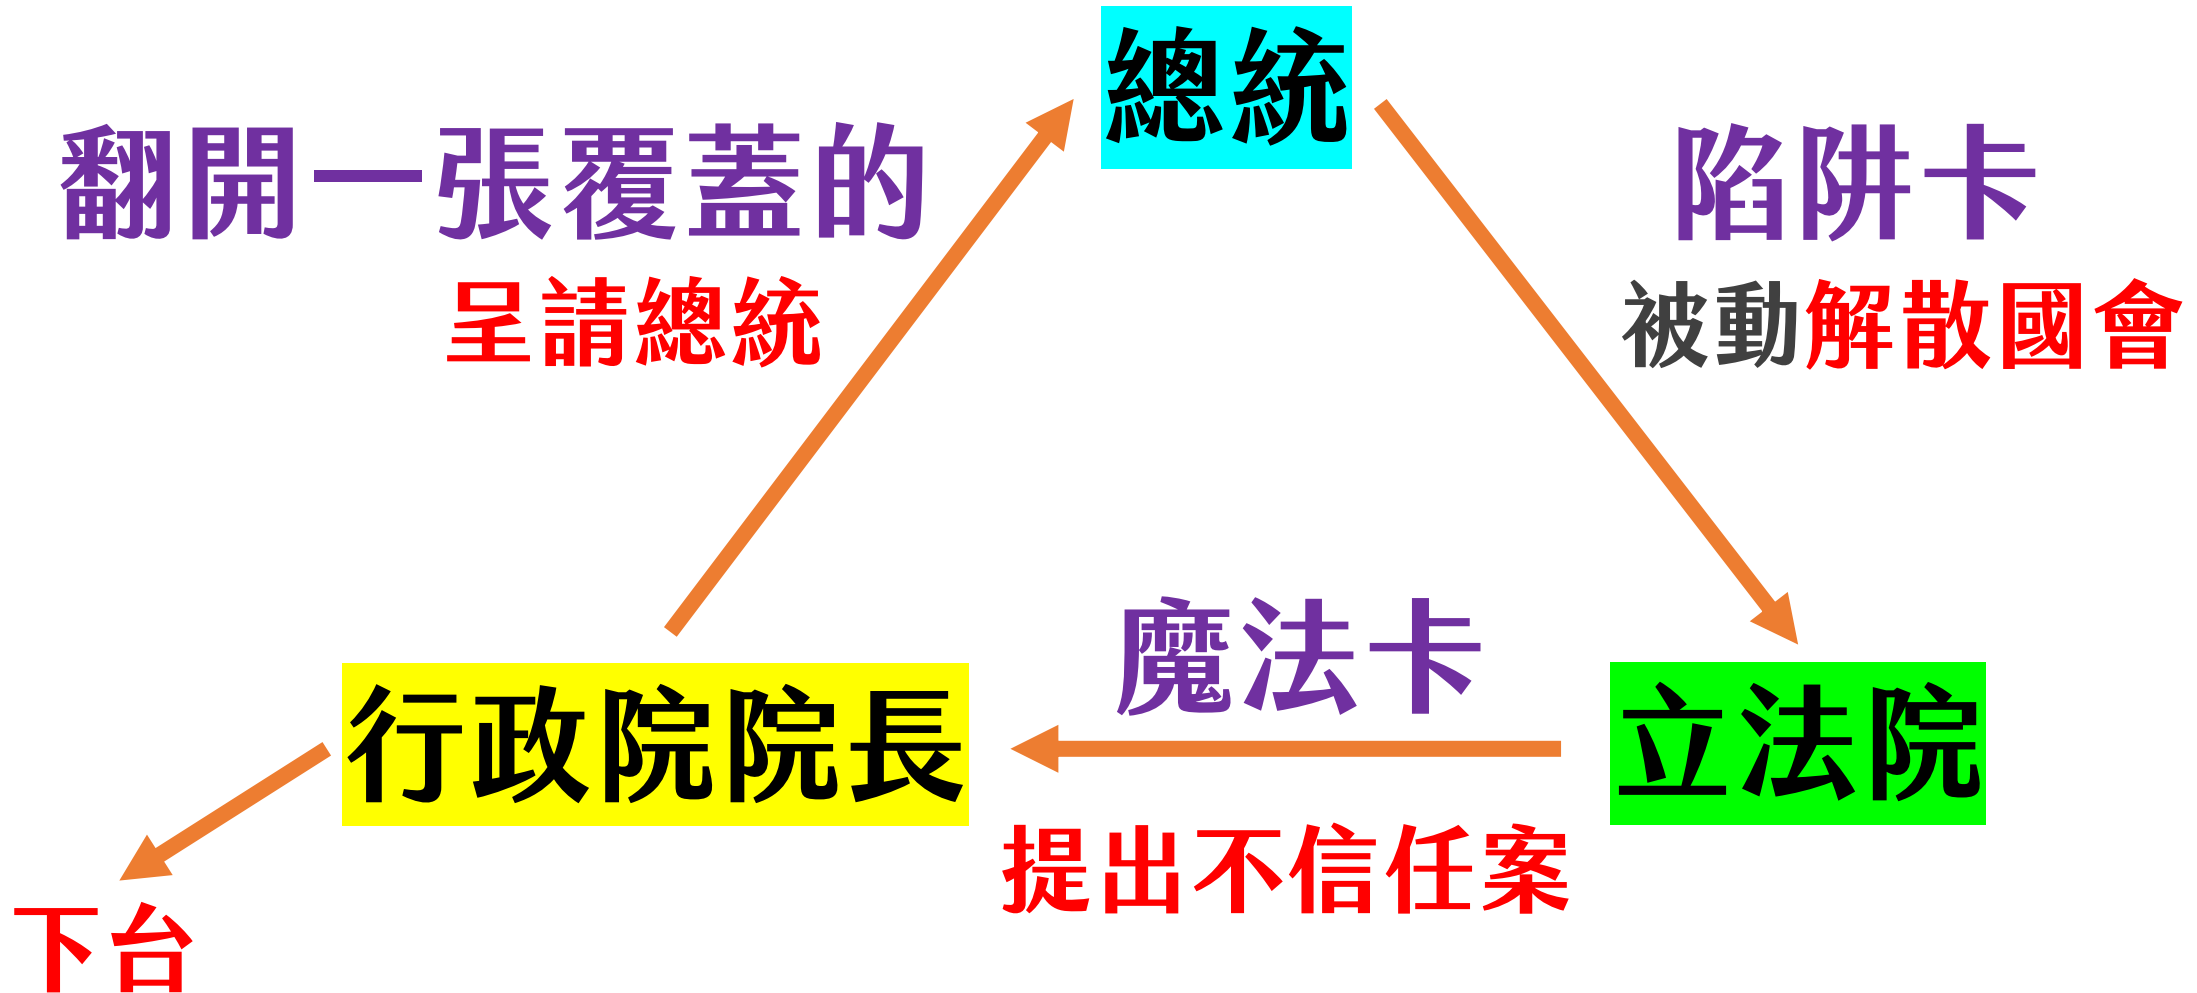 總統
翻開一張覆蓋的
陷阱卡
呈請總統
被動解散國會
魔法卡
行政院院長
立法院
提出不信任案
下台